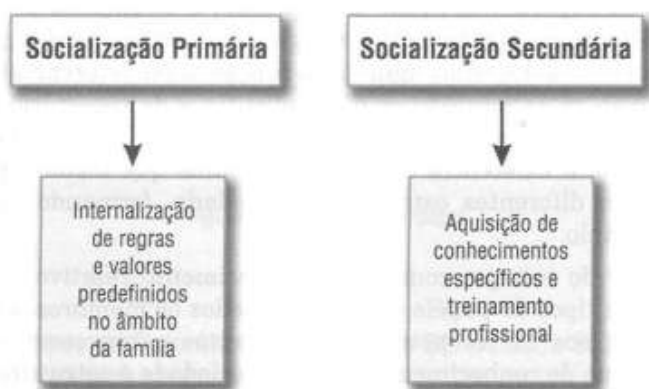 Socialização Primária
Socialização Secundária
Internalização
de regras
e valores
predefinidos
no âmbito
da família
Aquisição de
conhecimentos
específicos e
treinamento
profissional